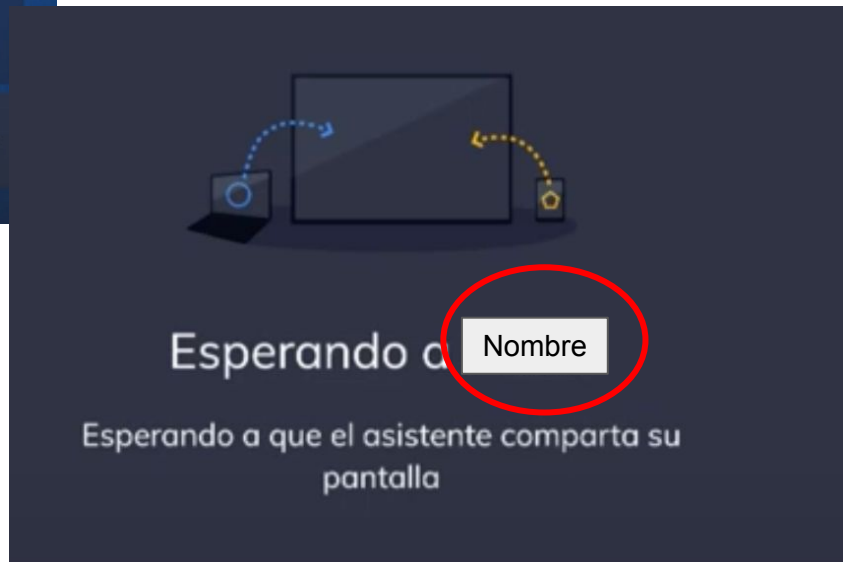 Esperando a Nombre
Esperando a que el asistente comparta su
pantalla